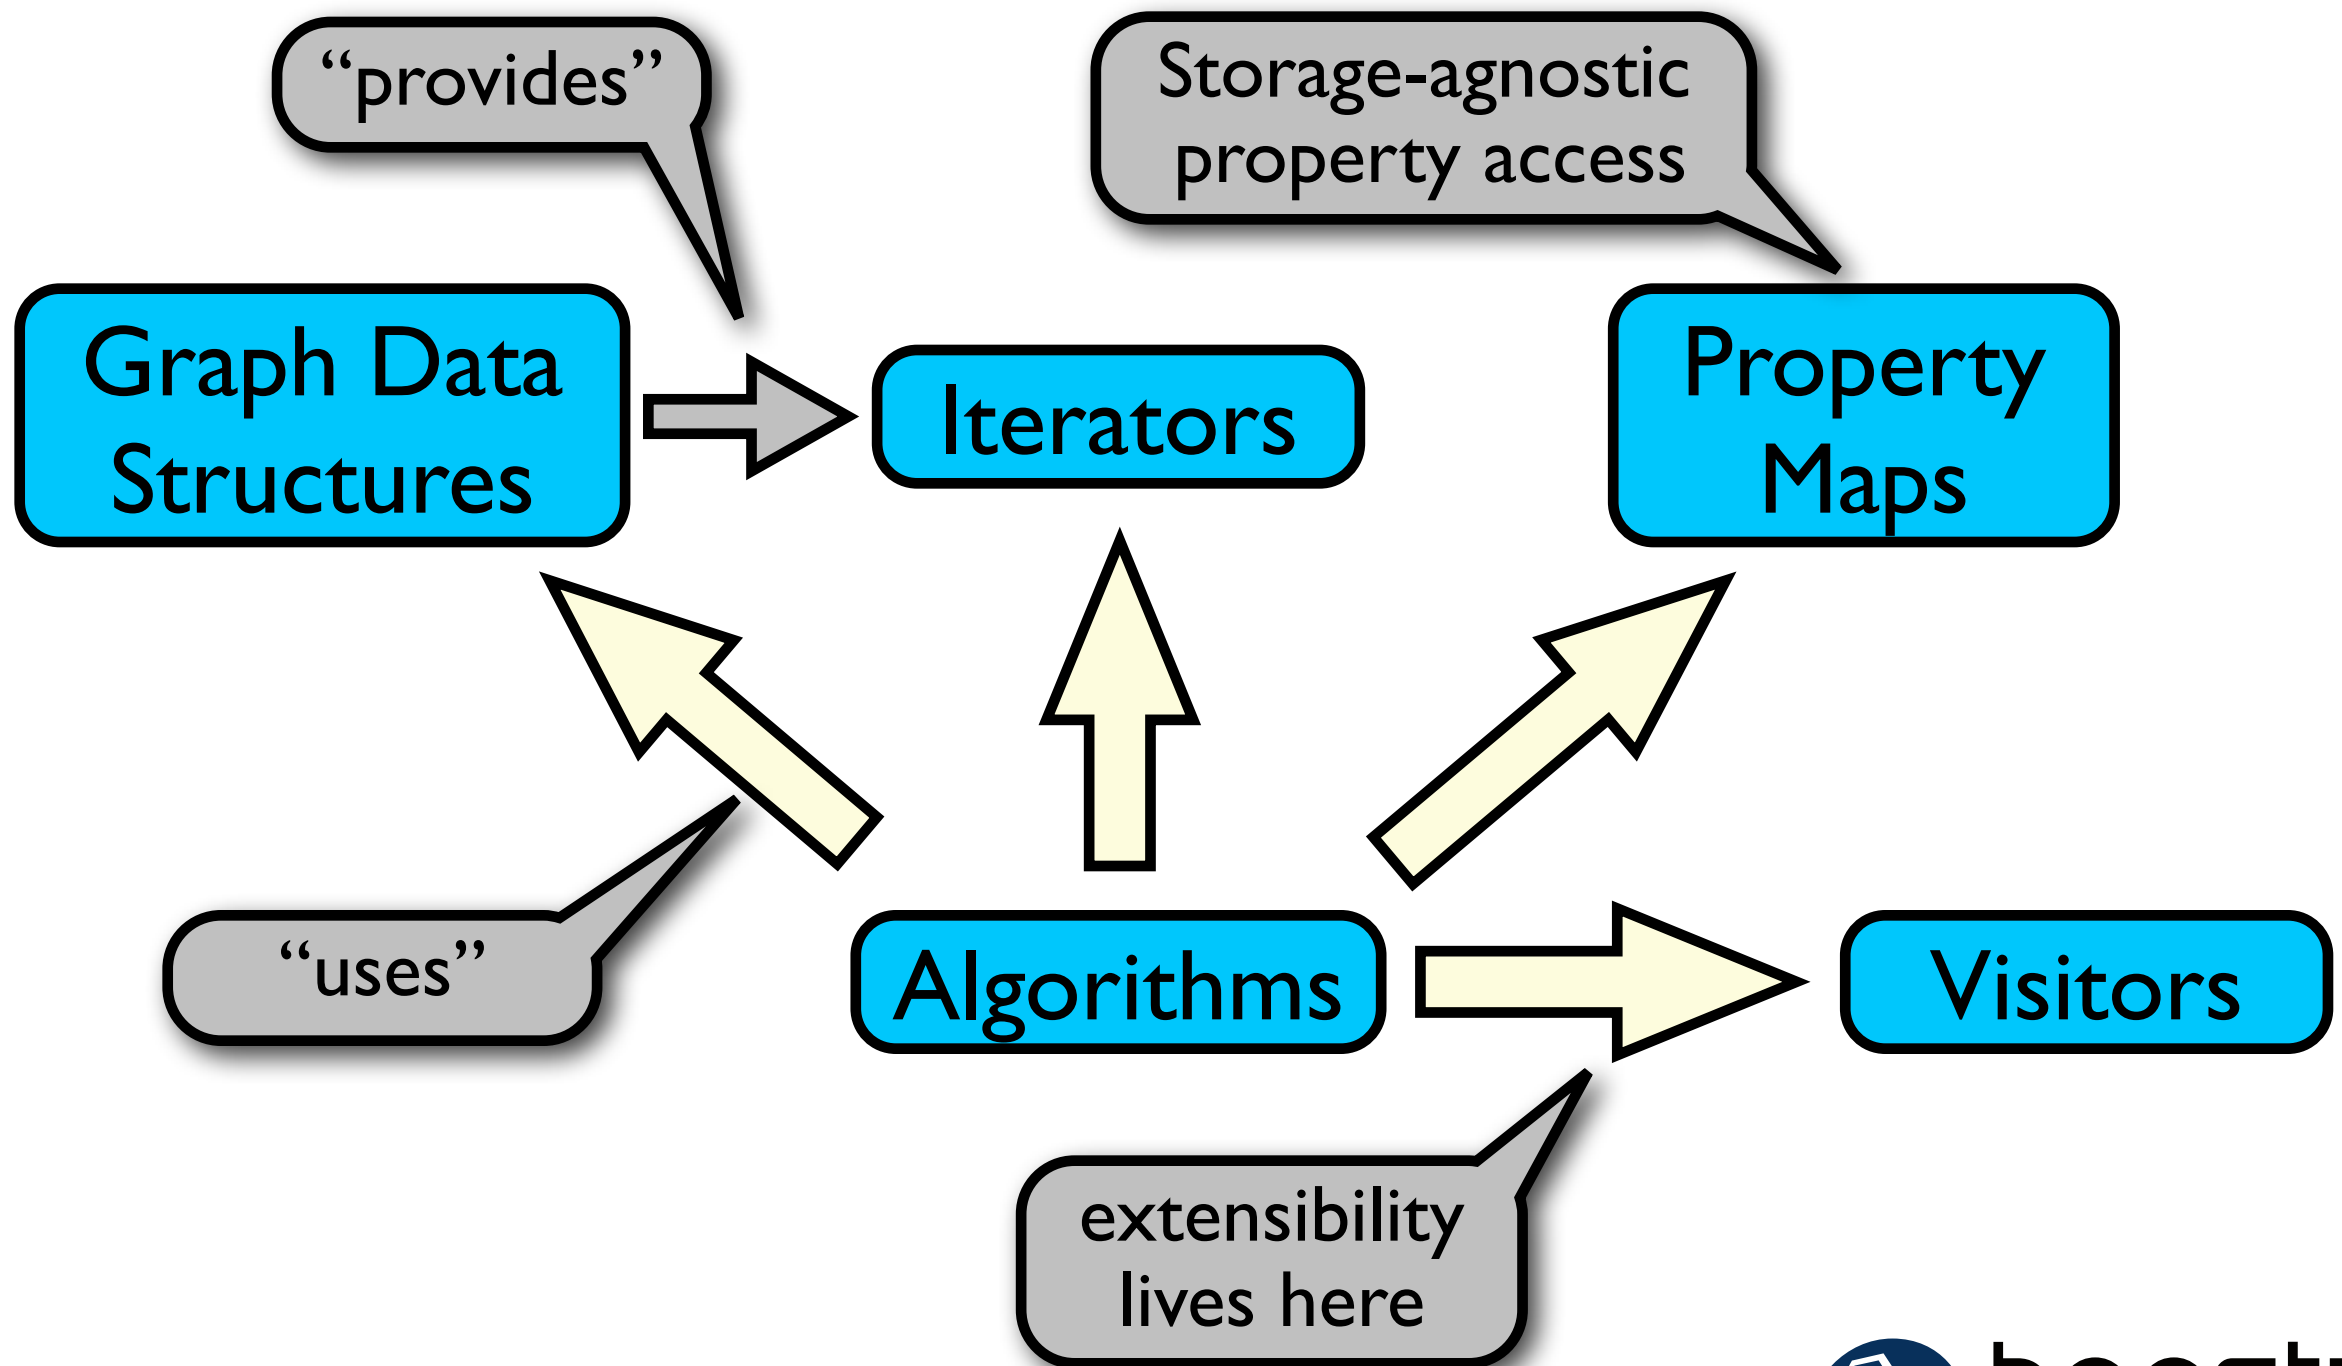 “provides”
Storage-agnostic
property access
Graph Data
Structures
Iterators
Property
Maps
“uses”
Algorithms
Visitors
extensibility
lives here